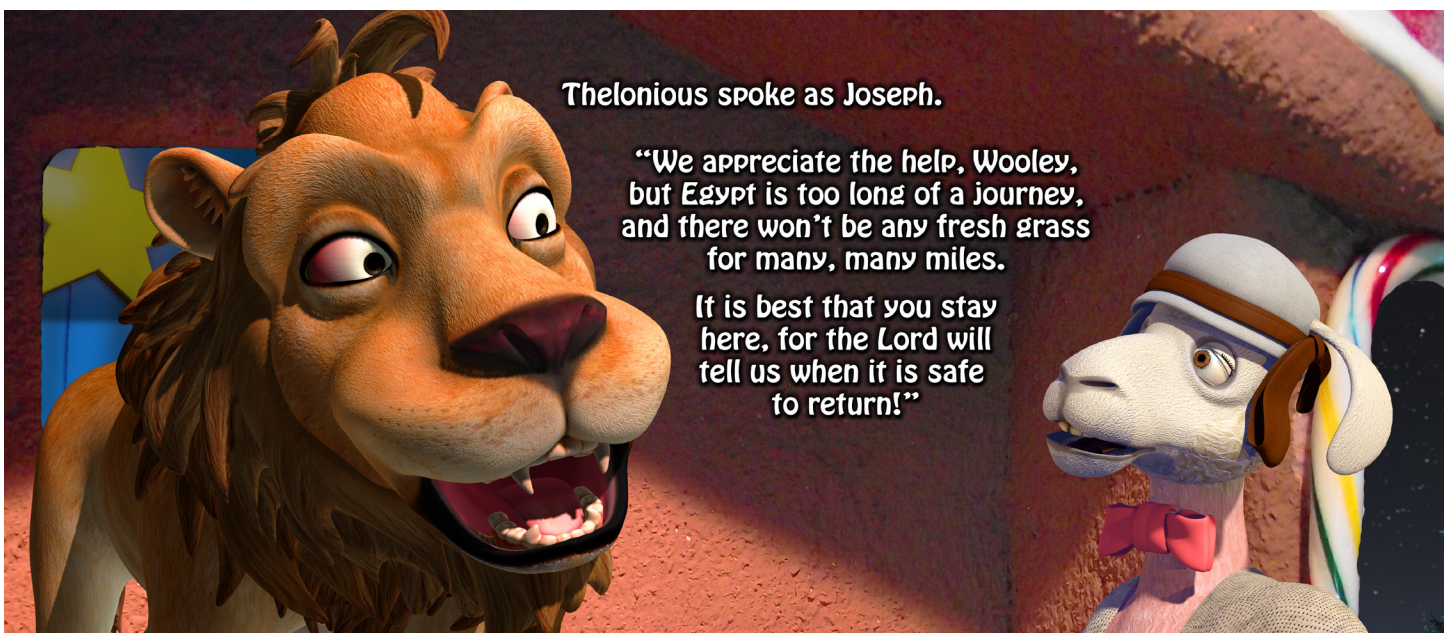 Thelonious spoke as Joseph.
“We appreciate the help, Wooley,
but Egypt is too long of a journey,
and there won’t be any fresh grass
for many, many miles.
It is best that you stay
here, for the Lord will
tell us when it is safe
to return!”